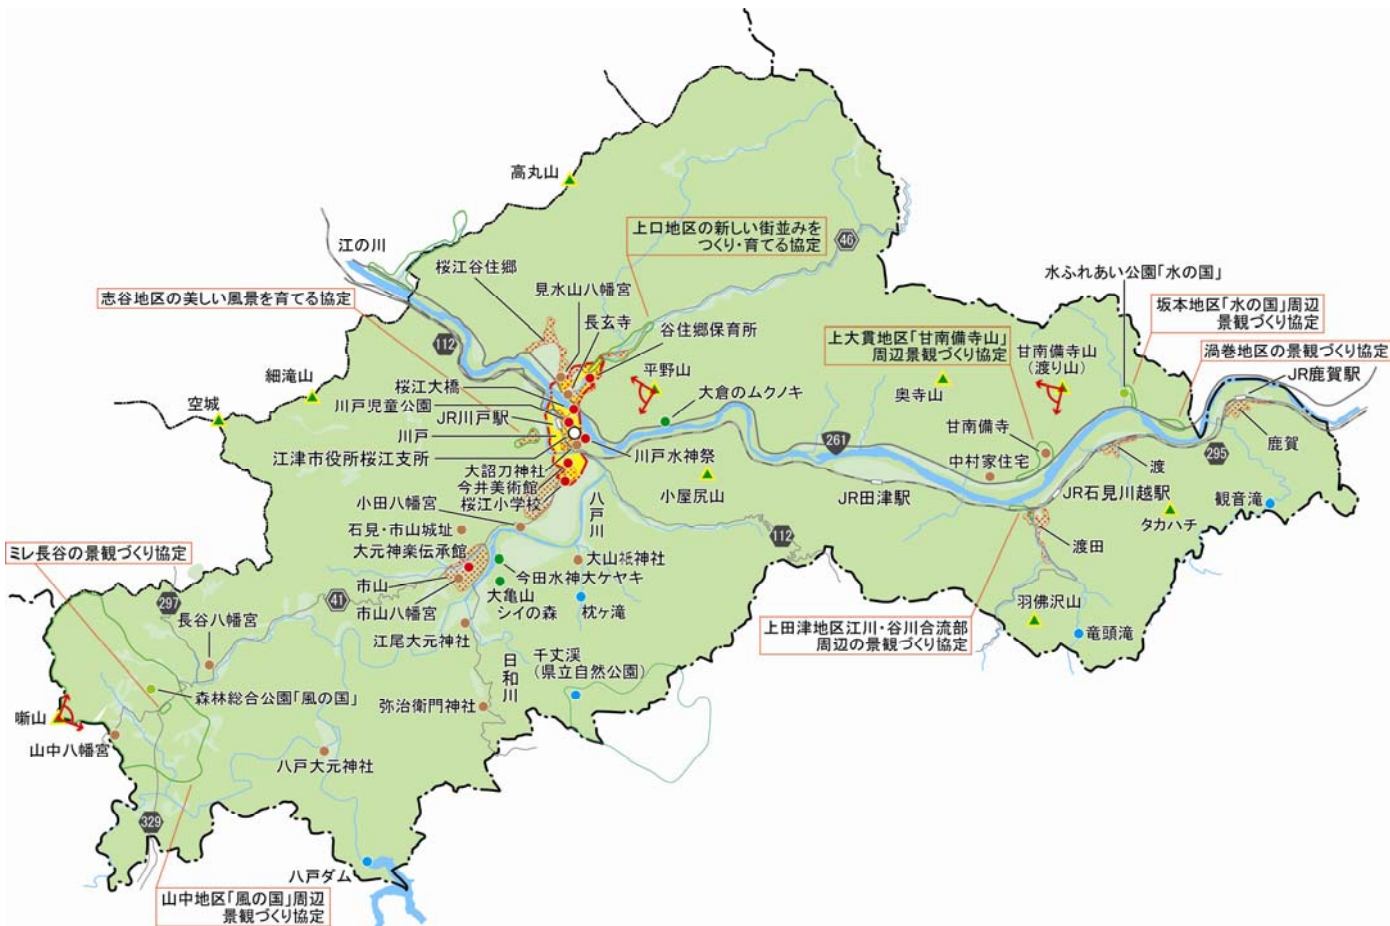 高丸山
江の川
上口地区の新しい街並みを
つくり・育てる協定
46
桜江谷住郷
見水山八幡宮
水ふれあい公園「水の国」
志谷地区の美しい風景を育てる協定
長玄寺
谷住郷保育所
坂本地区「水の国」周辺
景観づくり協定
112
上大貫地区「甘南備寺山」
周辺景観づくり協定
甘南備寺山
(渡り山)
渦巻地区の景観づくり協定
JR鹿賀駅
細滝山
空城
平野山
桜江大橋
川戸児童公園
JR川戸駅
川戸
江津市役所桜江支所
大倉のムクノキ
奥寺山
261
甘南備寺
鹿賀
295
川戸水神祭
中村家住宅
渡
大詔刀神社
今井美術館
桜江小学校
小屋尻山
JR田津駅
JR石見川越駅
観音滝
タカハチ
小田八幡宮
八戸川
石見・市山城址
大元神楽伝承館
112
渡田
ミレ長谷の景観づくり協定
大山祇神社
市山
今田水神大ケヤキ
297
41
市山八幡宮
大亀山
シイの森
枕ヶ滝
羽佛沢山
長谷八幡宮
江尾大元神社
上田津地区江川・谷川合流部
周辺の景観づくり協定
竜頭滝
日和川
千丈渓
(県立自然公園)
森林総合公園「風の国」
弥治衛門神社
噺山
山中八幡宮
八戸大元神社
329
八戸ダム
山中地区「風の国」周辺
景観づくり協定